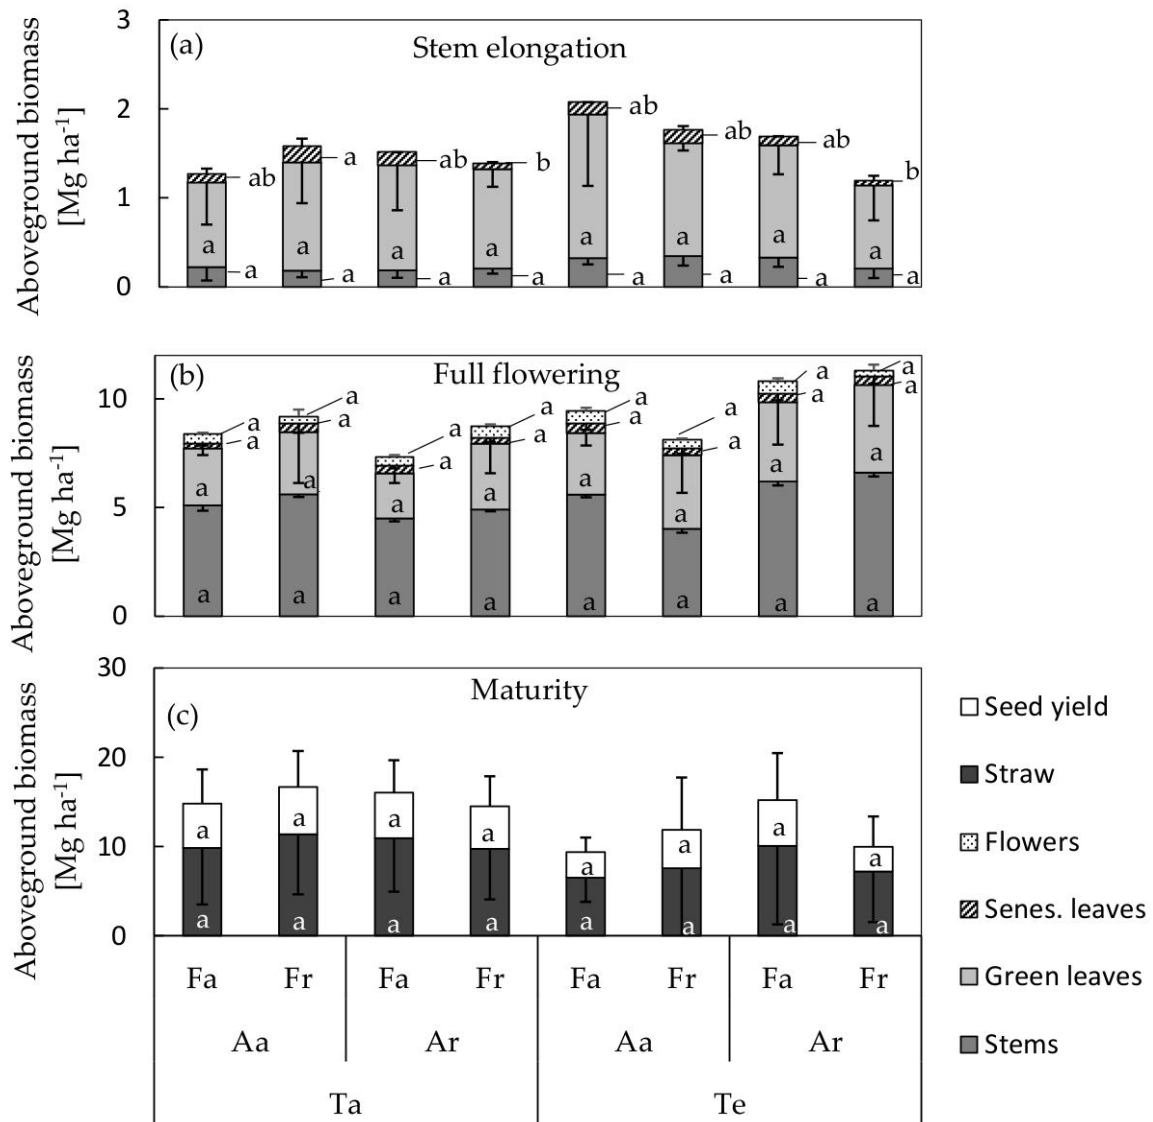 Aboveground biomass
[Mg ha⁻¹]
3
2
1
0
(a)
Stem elongation
ab a ab b ab ab ab b
a a a a a a a a
a a a a a a a a
Aboveground biomass
[Mg ha⁻¹]
10
5
0
(b)
Full flowering
a a a a a a a a
a a a a a a a a
a a a a a a a a
a a a a a a a a
Aboveground biomass
[Mg ha⁻¹]
30
20
10
0
(c)
Maturity
a a a a a a a a
a a a a a a a a
Fa Fr Fa Fr Fa Fr Fa Fr
Aa Ar Aa Ar
Ta Te
Seed yield
Straw
Flowers
Senes. leaves
Green leaves
Stems